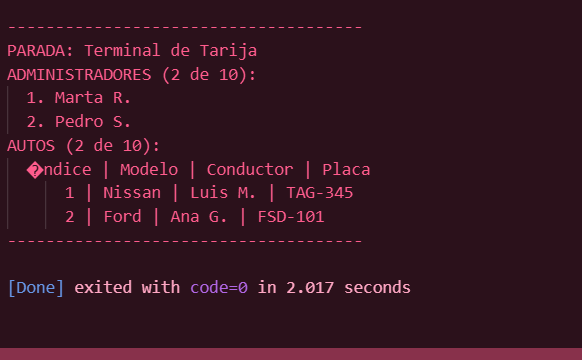 -------------------------------------
PARADA: Terminal de Tarija
ADMINISTRADORES (2 de 10):
1. Marta R.
2. Pedro S.
AUTOS (2 de 10):
�ndice | Modelo | Conductor | Placa
1 | Nissan | Luis M. | TAG-345
2 | Ford | Ana G. | FSD-101
-------------------------------------
[Done] exited with code=0 in 2.017 seconds